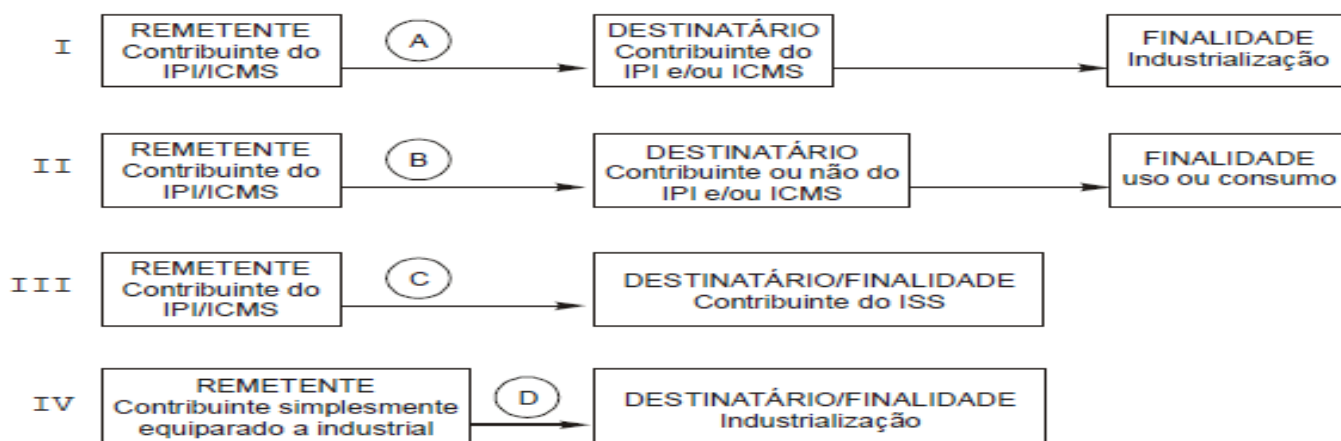 I
REMETENTE
Contribuinte do
IPI/ICMS
A
DESTINATÁRIO
Contribuinte do
IPI e/ou ICMS
FINALIDADE
Industrialização
II
REMETENTE
Contribuinte do
IPI/ICMS
B
DESTINATÁRIO
Contribuinte ou não do
IPI e/ou ICMS
FINALIDADE
uso ou consumo
III
REMETENTE
Contribuinte do
IPI/ICMS
C
DESTINATÁRIO/FINALIDADE
Contribuinte do ISS
IV
REMETENTE
Contribuinte simplesmente
equiparado a industrial
D
DESTINATÁRIO/FINALIDADE
Industrialização